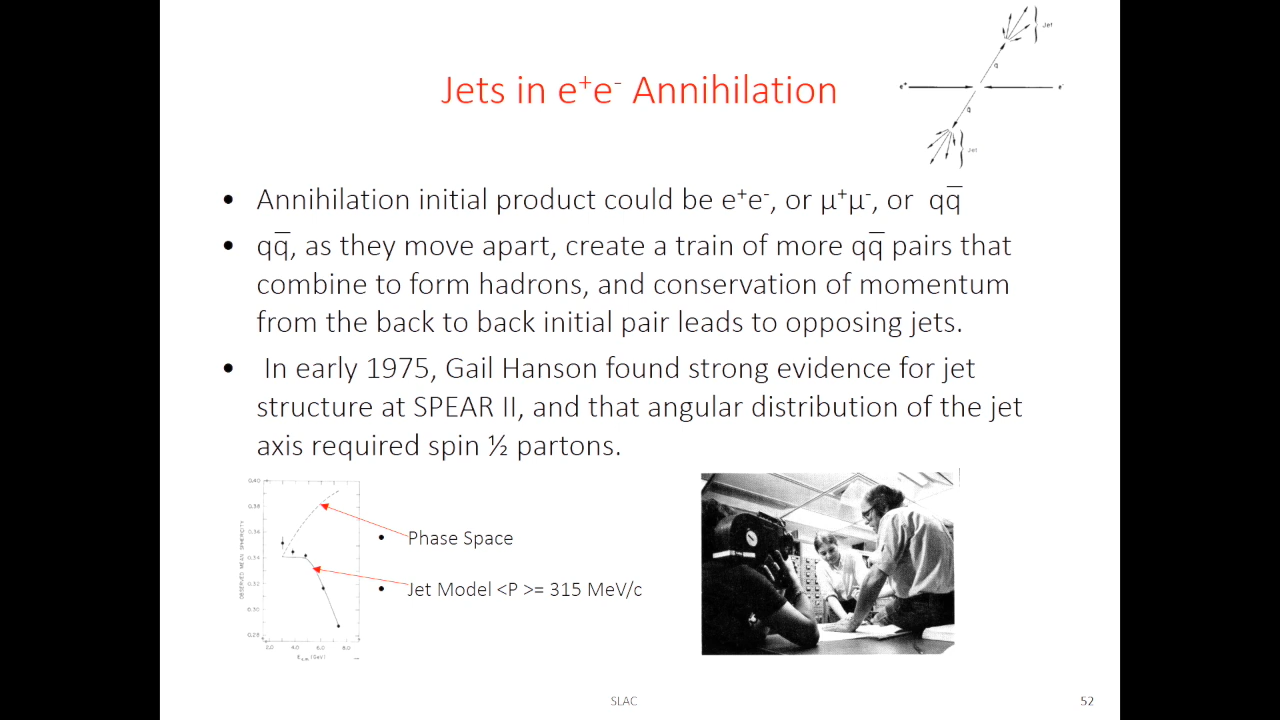 Jet
q
e+
e-
q
Jet
Jets in e⁺e⁻ Annihilation
• Annihilation initial product could be e⁺e⁻, or μ⁺μ⁻, or qq̅
• qq̅, as they move apart, create a train of more qq̅ pairs that
combine to form hadrons, and conservation of momentum
from the back to back initial pair leads to opposing jets.
• In early 1975, Gail Hanson found strong evidence for jet
structure at SPEAR II, and that angular distribution of the jet
axis required spin ½ partons.
OBSERVED MEAN SPHERICITY
0.40
0.38
0.36
0.34
0.32
0.30
0.28
2.0 4.0 6.0 8.0
Ec.m. (GeV)
• Phase Space
• Jet Model <P >= 315 MeV/c
SLAC
52